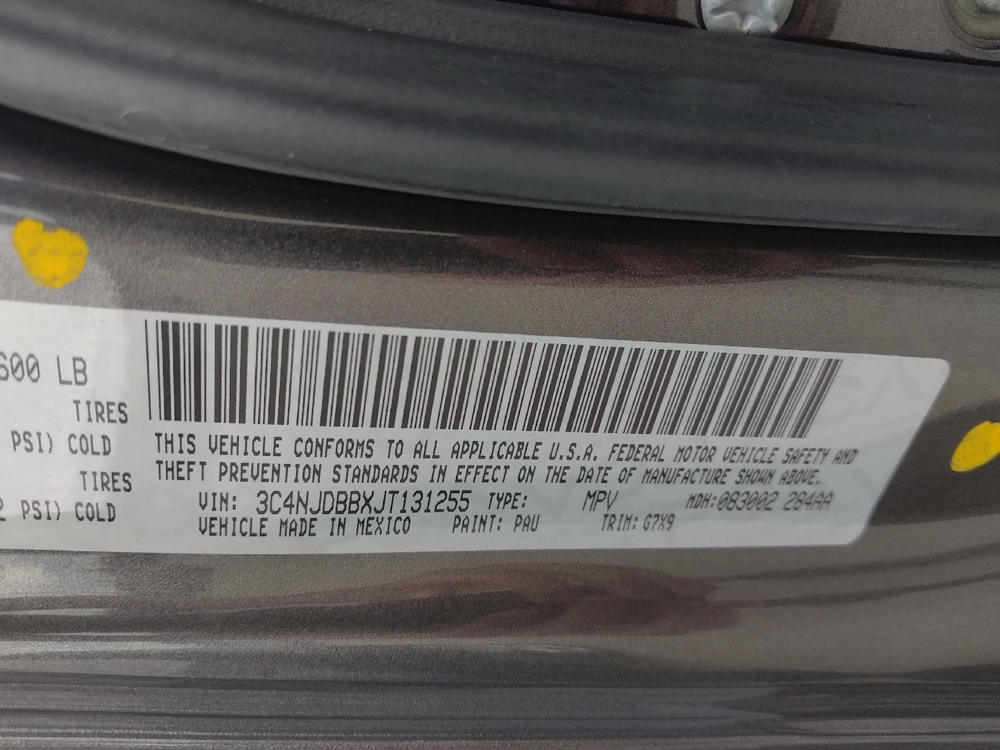 600 LB
TIRES
PSI) COLD
TIRES
PSI) COLD
THIS VEHICLE CONFORMS TO ALL APPLICABLE U.S.A. FEDERAL MOTOR VEHICLE SAFETY AND
THEFT PREVENTION STANDARDS IN EFFECT ON THE DATE OF MANUFACTURE SHOWN ABOVE.
VIN: 3C4NJDBBXJT131255 TYPE: MPV MDH:083002 284AA
VEHICLE MADE IN MEXICO PAINT: PAU TRIM: G7X9